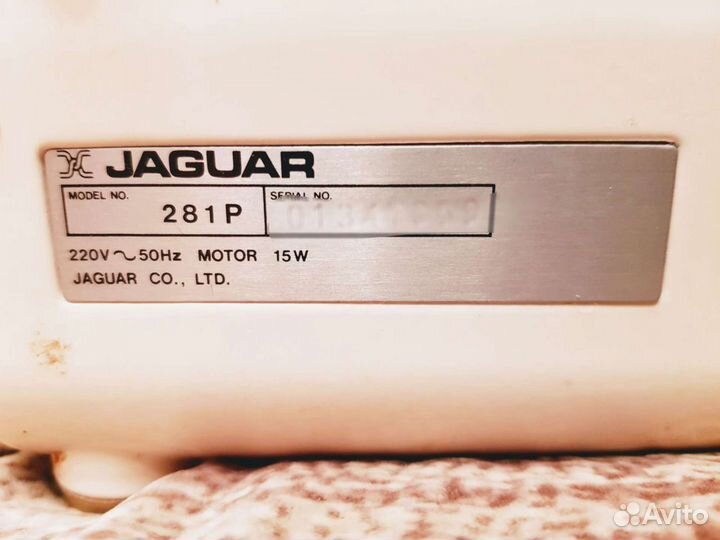 JAGUAR
MODEL NO. SERIAL NO.
281P
220V～50Hz MOTOR 15W
JAGUAR CO., LTD.
Avito